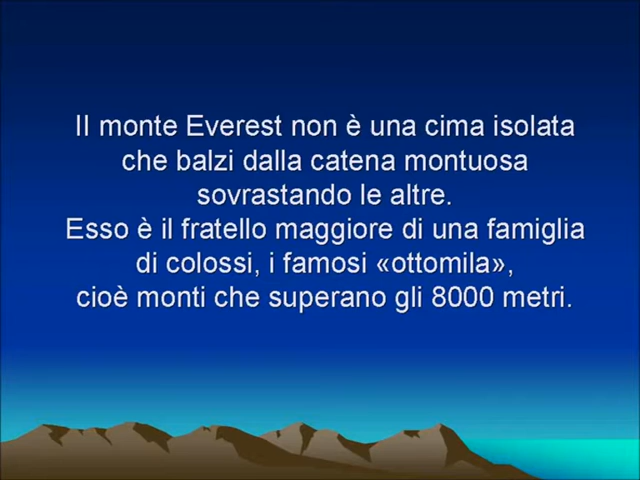 Il monte Everest non è una cima isolata
che balzi dalla catena montuosa
sovrastando le altre.
Esso è il fratello maggiore di una famiglia
di colossi, i famosi «ottomila»,
cioè monti che superano gli 8000 metri.